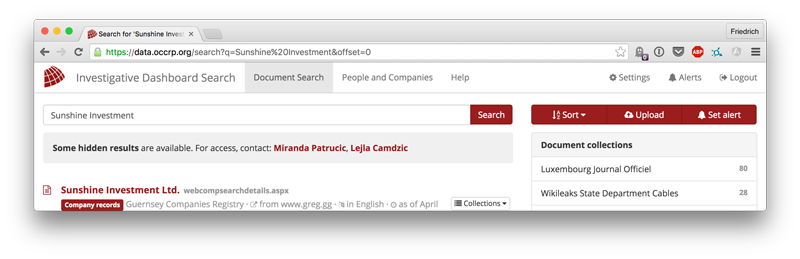 Search for 'Sunshine Invest
Friedrich
https://data.occrp.org/search?q=Sunshine%20Investment&offset=0
ABP
Investigative Dashboard Search
Document Search
People and Companies
Help
Settings
Alerts
Logout
Sunshine Investment
Search
Sort
Upload
Set alert
Some hidden results are available. For access, contact: Miranda Patrucic, Lejla Camdzic
Document collections
Luxembourg Journal Officiel 80
Wikileaks State Department Cables 28
Sunshine Investment Ltd. webcompsearchdetails.aspx
Company records Guernsey Companies Registry · from www.greg.gg · in English · as of April
Collections